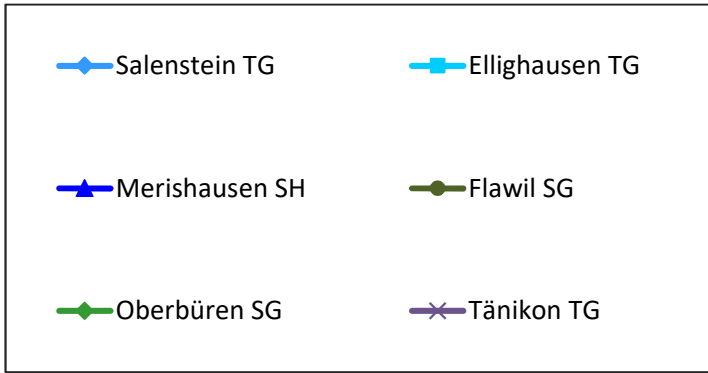 Salenstein TG Ellighausen TG
Merishausen SH Flawil SG
Oberbüren SG Tänikon TG